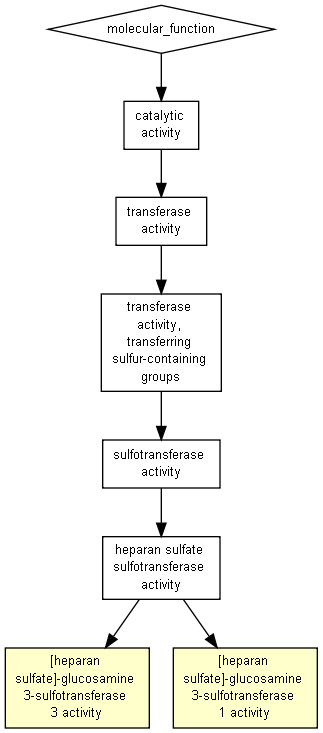 molecular_function
catalytic
activity
transferase
activity
transferase
activity,
transferring
sulfur-containing
groups
sulfotransferase
activity
heparan sulfate
sulfotransferase
activity
[heparan
sulfate]-glucosamine
3-sulfotransferase
3 activity
[heparan
sulfate]-glucosamine
3-sulfotransferase
1 activity